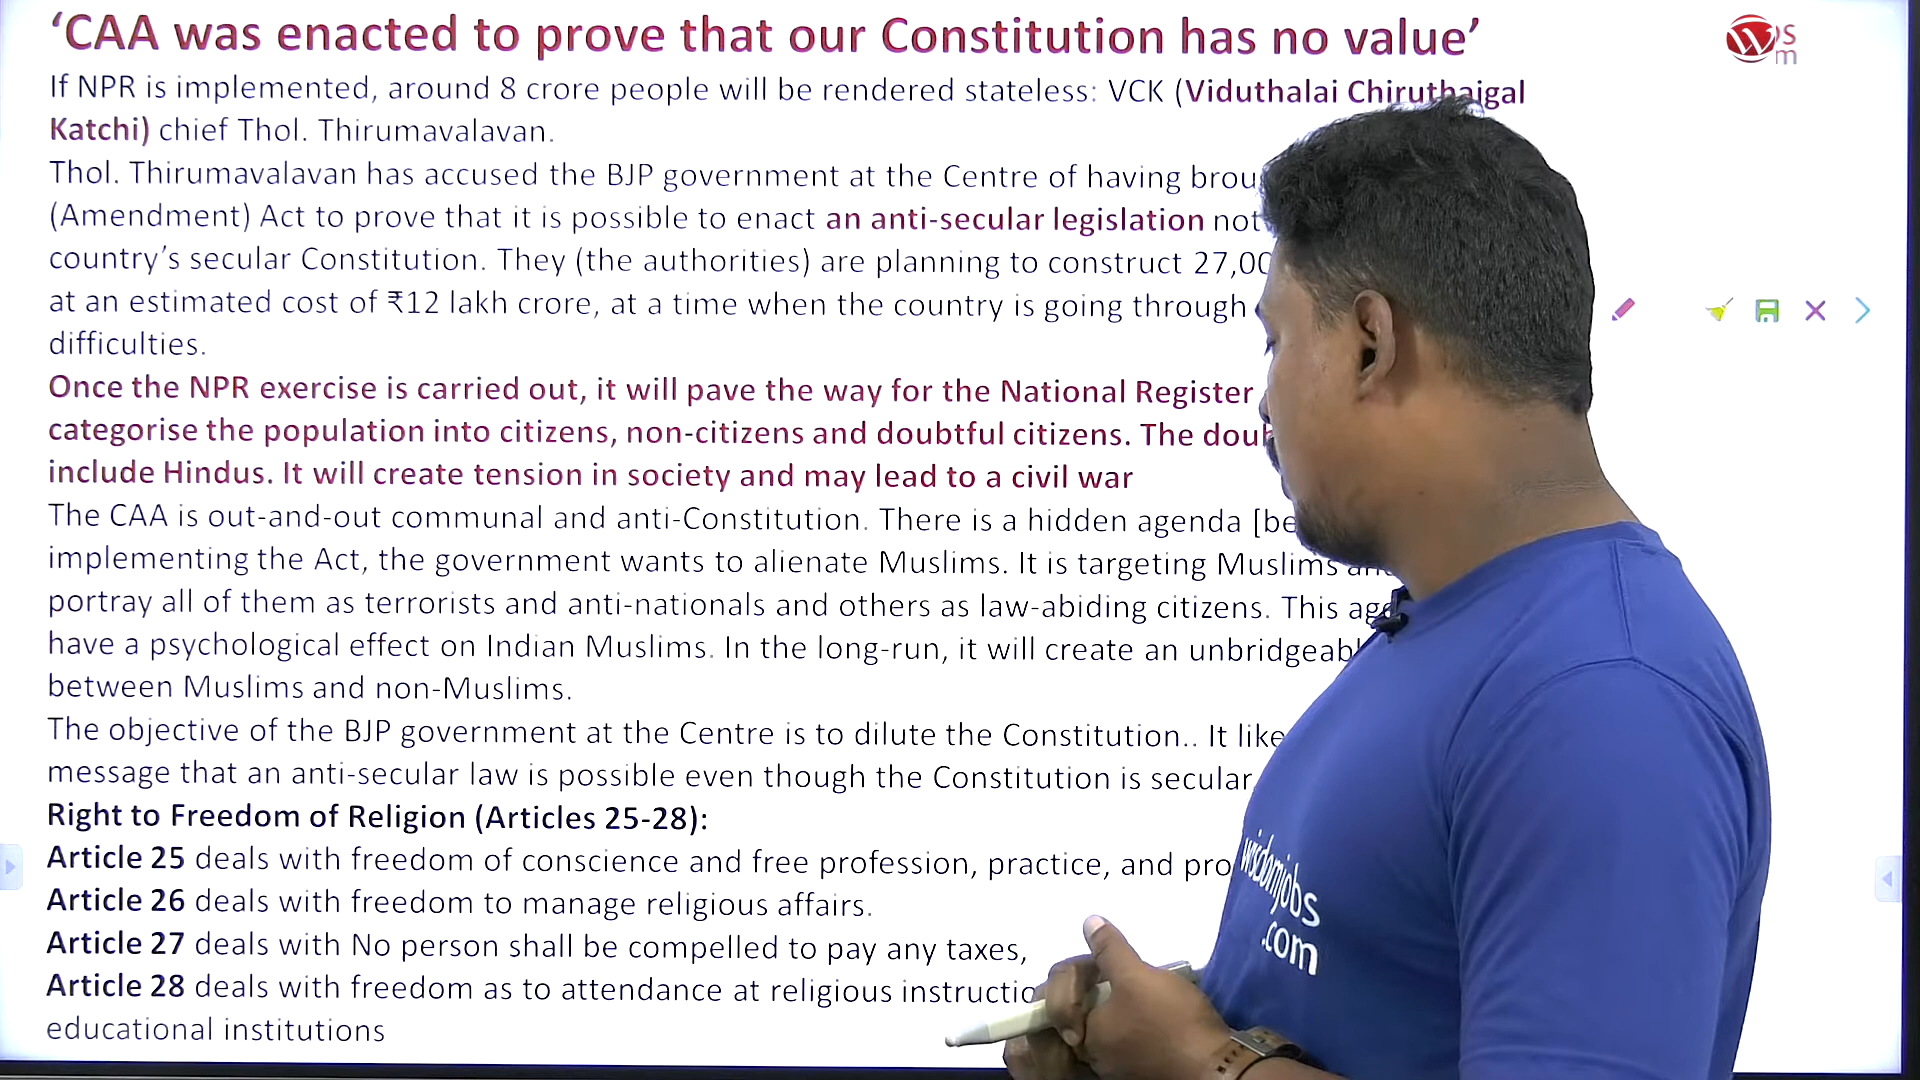 ‘CAA was enacted to prove that our Constitution has no value’
If NPR is implemented, around 8 crore people will be rendered stateless: VCK (Viduthalai Chiruthaigal
Katchi) chief Thol. Thirumavalavan.
Thol. Thirumavalavan has accused the BJP government at the Centre of having
(Amendment) Act to prove that it is possible to enact an anti-secular legislation
country’s secular Constitution. They (the authorities) are planning to construct
at an estimated cost of ₹12 lakh crore, at a time when the country is going through
difficulties.
Once the NPR exercise is carried out, it will pave the way for the National Register
categorise the population into citizens, non-citizens and doubtful citizens. The
include Hindus. It will create tension in society and may lead to a civil war
The CAA is out-and-out communal and anti-Constitution. There is a hidden agenda
implementing the Act, the government wants to alienate Muslims. It is targeting Muslims
portray all of them as terrorists and anti-nationals and others as law-abiding citizens. This
have a psychological effect on Indian Muslims. In the long-run, it will create an
between Muslims and non-Muslims.
The objective of the BJP government at the Centre is to dilute the Constitution.. It
message that an anti-secular law is possible even though the Constitution is secular
Right to Freedom of Religion (Articles 25-28):
Article 25 deals with freedom of conscience and free profession, practice, and
Article 26 deals with freedom to manage religious affairs.
Article 27 deals with No person shall be compelled to pay any taxes,
Article 28 deals with freedom as to attendance at religious
educational institutions
wisdomjobs
.com